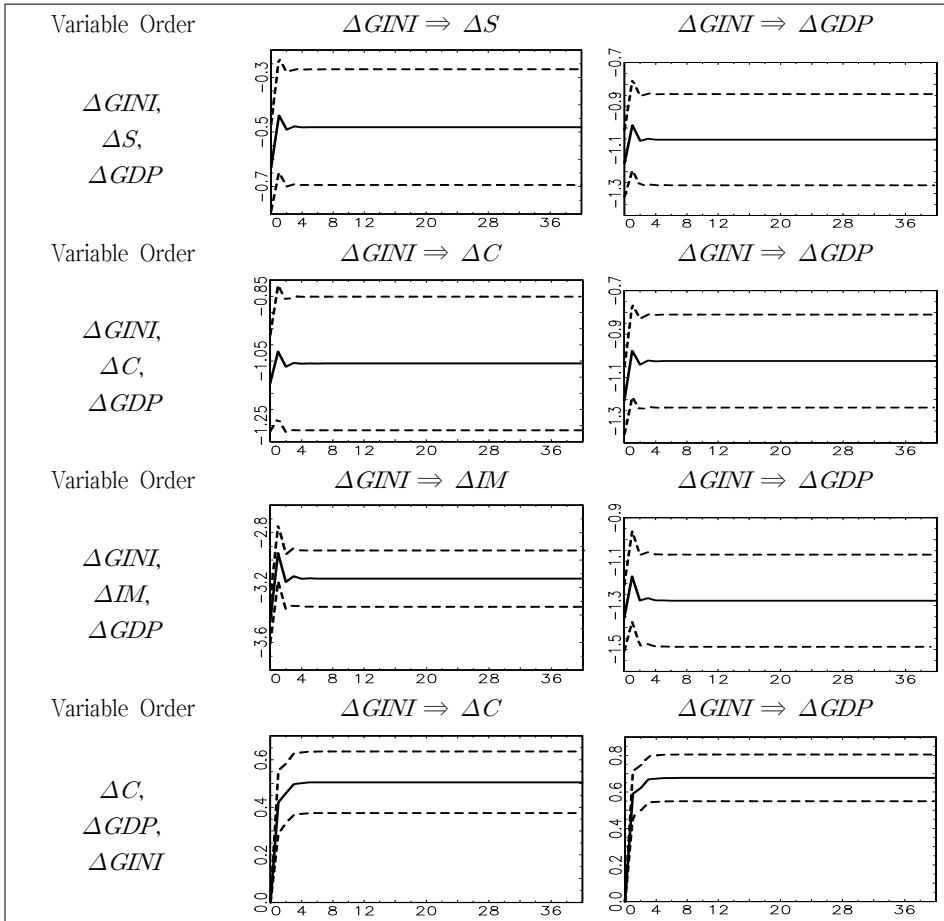 Variable Order ΔGINI ⇒ ΔS ΔGINI ⇒ ΔGDP
ΔGINI,
ΔS,
ΔGDP
-0.3
-0.5
-0.7
0 4 8 12 20 28 36
-0.7
-0.9
-1.1
-1.3
0 4 8 12 20 28 36
Variable Order ΔGINI ⇒ ΔC ΔGINI ⇒ ΔGDP
ΔGINI,
ΔC,
ΔGDP
-0.85
-1.05
-1.25
0 4 8 12 20 28 36
-0.7
-0.9
-1.1
-1.3
0 4 8 12 20 28 36
Variable Order ΔGINI ⇒ ΔIM ΔGINI ⇒ ΔGDP
ΔGINI,
ΔIM,
ΔGDP
-2.8
-3.2
-3.6
0 4 8 12 20 28 36
-0.9
-1.1
-1.3
-1.5
0 4 8 12 20 28 36
Variable Order ΔGINI ⇒ ΔC ΔGINI ⇒ ΔGDP
ΔC,
ΔGDP,
ΔGINI
0.6
0.4
0.2
0.0
0 4 8 12 20 28 36
0.8
0.6
0.4
0.2
0.0
0 4 8 12 20 28 36